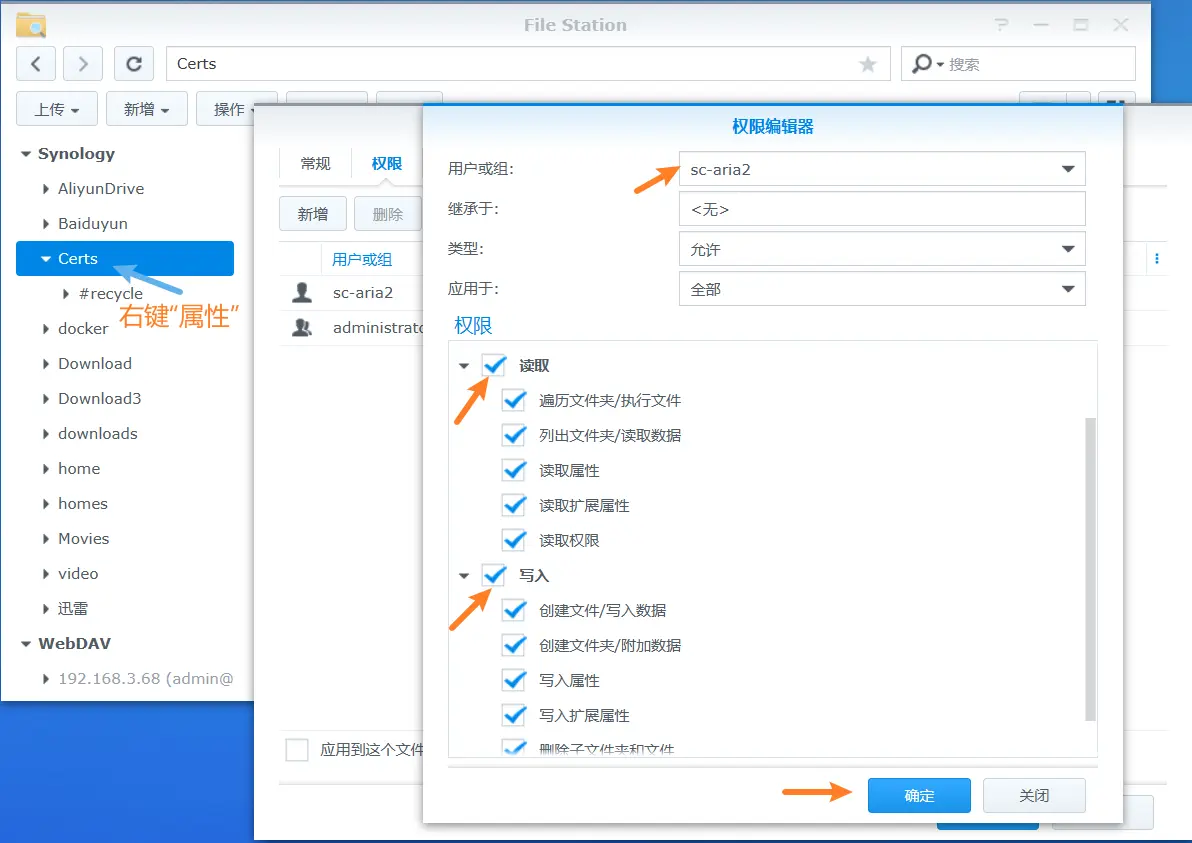 File Station
Certs
搜索
上传
新增
操作
Synology
AliyunDrive
Baiduyun
Certs
#recycle
右键“属性”
docker
Download
Download3
downloads
home
homes
Movies
video
迅雷
WebDAV
192.168.3.68 (admin@
常规
权限
新增
删除
用户或组
sc-aria2
administrato
应用到这个文件
权限编辑器
用户或组:
sc-aria2
继承于:
<无>
类型:
允许
应用于:
全部
权限
读取
遍历文件夹/执行文件
列出文件夹/读取数据
读取属性
读取扩展属性
读取权限
写入
创建文件/写入数据
创建文件夹/附加数据
写入属性
写入扩展属性
删除子文件夹和文件
确定
关闭